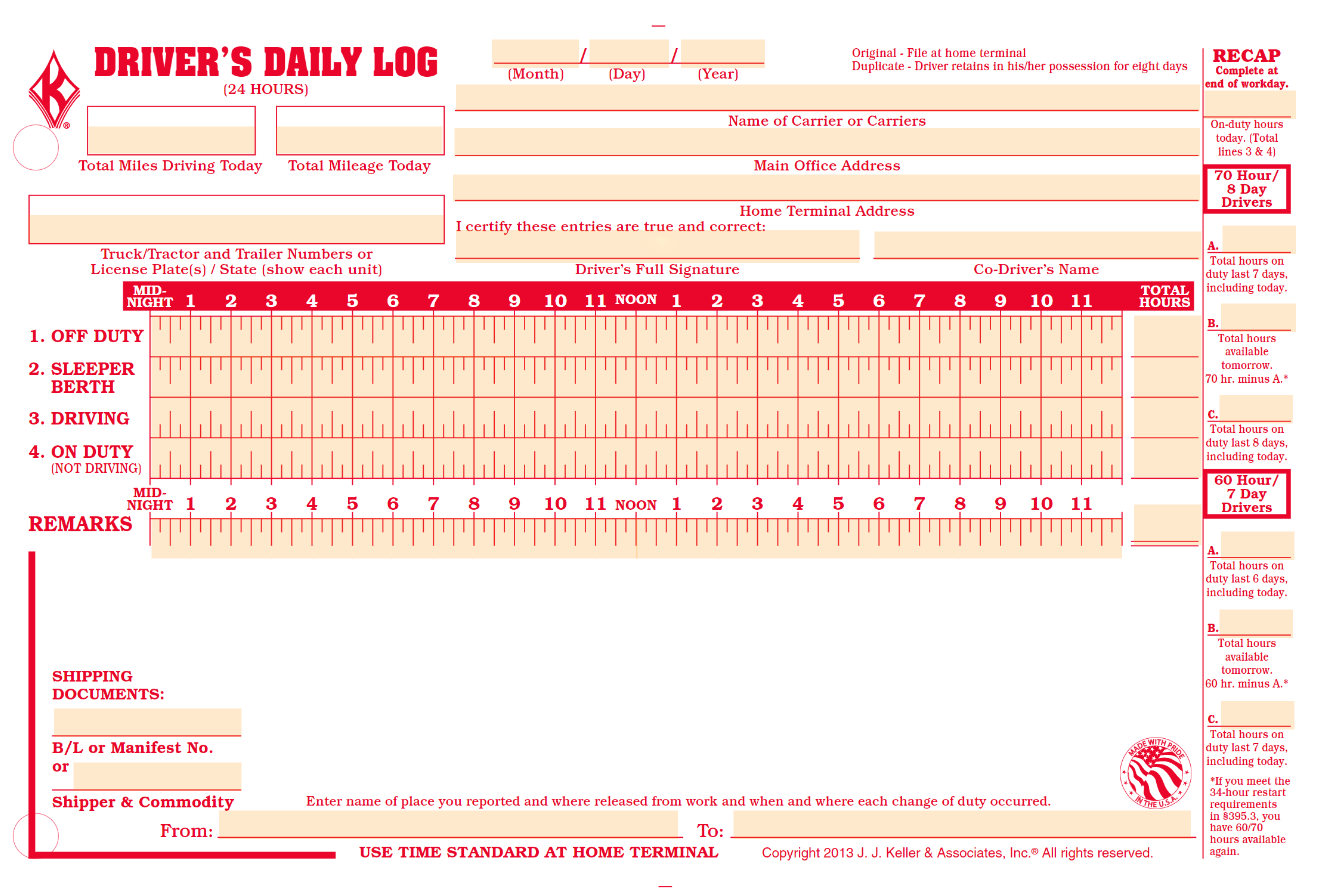 DRIVER'S DAILY LOG
(24 HOURS)
K
®
/ /
(Month) (Day) (Year)
Original - File at home terminal
Duplicate - Driver retains in his/her possession for eight days
Total Miles Driving Today
Total Mileage Today
Name of Carrier or Carriers
Main Office Address
Home Terminal Address
Truck/Tractor and Trailer Numbers or
License Plate(s) / State (show each unit)
I certify these entries are true and correct:
Driver's Full Signature
Co-Driver's Name
MID-
NIGHT 1 2 3 4 5 6 7 8 9 10 11 NOON 1 2 3 4 5 6 7 8 9 10 11
TOTAL
HOURS
1. OFF DUTY
2. SLEEPER
BERTH
3. DRIVING
4. ON DUTY
(NOT DRIVING)
MID-
NIGHT 1 2 3 4 5 6 7 8 9 10 11 NOON 1 2 3 4 5 6 7 8 9 10 11
REMARKS
SHIPPING
DOCUMENTS:
B/L or Manifest No.
or
Shipper & Commodity
Enter name of place you reported and where released from work and when and where each change of duty occurred.
From:
To:
USE TIME STANDARD AT HOME TERMINAL
Copyright 2013 J. J. Keller & Associates, Inc.® All rights reserved.
MADE WITH PRIDE
IN THE U.S.A.
RECAP
Complete at
end of workday.
On-duty hours
today. (Total
lines 3 & 4)
70 Hour/
8 Day
Drivers
A.
Total hours on
duty last 7 days,
including today.
B.
Total hours
available
tomorrow.
70 hr. minus A.*
C.
Total hours on
duty last 8 days,
including today.
60 Hour/
7 Day
Drivers
A.
Total hours on
duty last 6 days,
including today.
B.
Total hours
available
tomorrow.
60 hr. minus A.*
C.
Total hours on
duty last 7 days,
including today.
*If you meet the
34-hour restart
requirements
in §395.3, you
have 60/70
hours available
again.